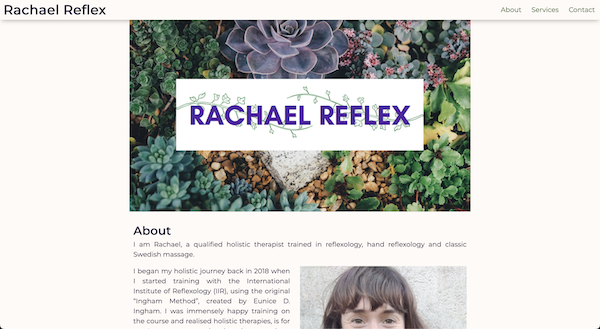 Rachael Reflex
About Services Contact
RACHAEL REFLEX
About
I am Rachael, a qualified holistic therapist trained in reflexology, hand reflexology and classic
Swedish massage.
I began my holistic journey back in 2018 when
I started training with the International
Institute of Reflexology (IIR), using the original
“Ingham Method”, created by Eunice D.
Ingham. I was immensely happy training on
the course and realised holistic therapies, is for